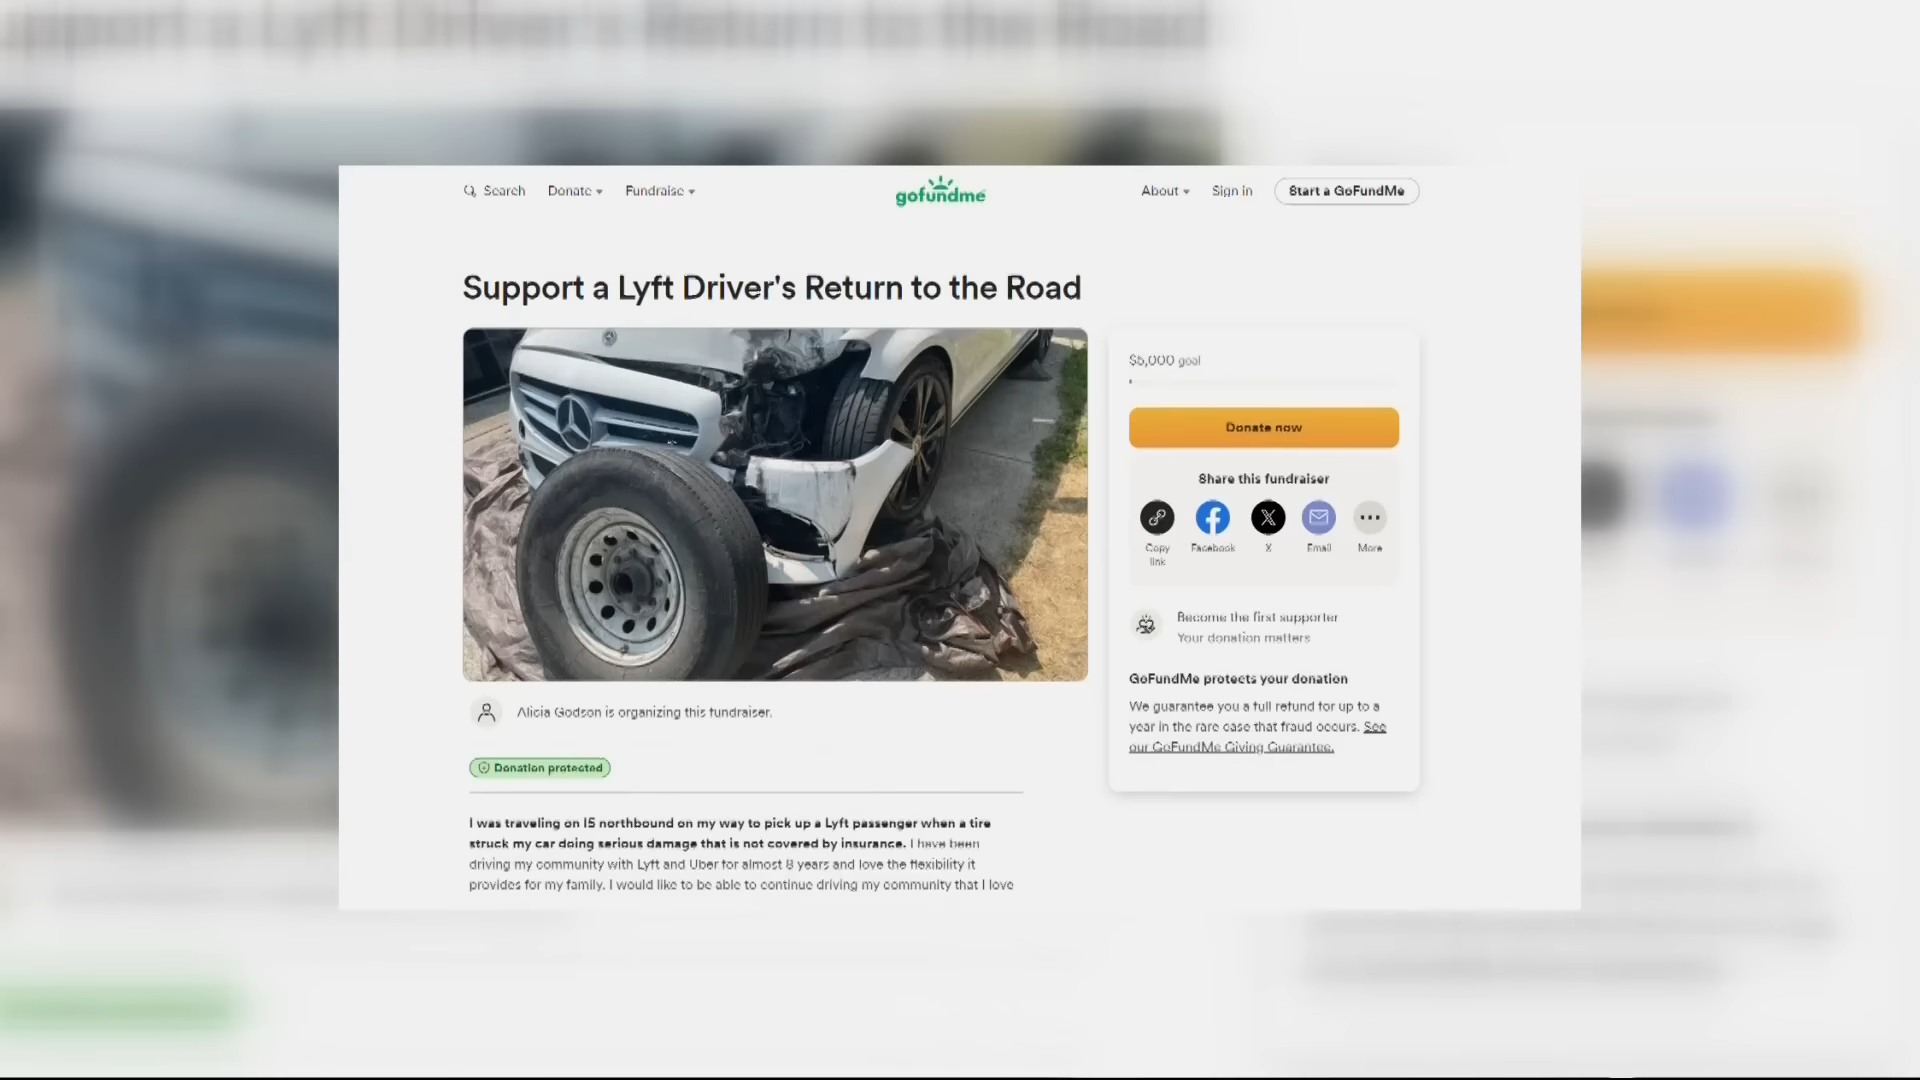 Search Donate Fundraise gofundme About Sign in Start a GoFundMe
Support a Lyft Driver's Return to the Road
$5,000 goal
Donate now
Share this fundraiser
Copy link Facebook X Email More
Become the first supporter
Your donation matters
GoFundMe protects your donation
We guarantee you a full refund for up to a
year in the rare case that fraud occurs. See
our GoFundMe Giving Guarantee.
Alicia Godson is organizing this fundraiser.
Donation protected
I was traveling on I5 northbound on my way to pick up a Lyft passenger when a tire
struck my car doing serious damage that is not covered by insurance. I have been
driving my community with Lyft and Uber for almost 8 years and love the flexibility it
provides for my family. I would like to be able to continue driving my community that I love